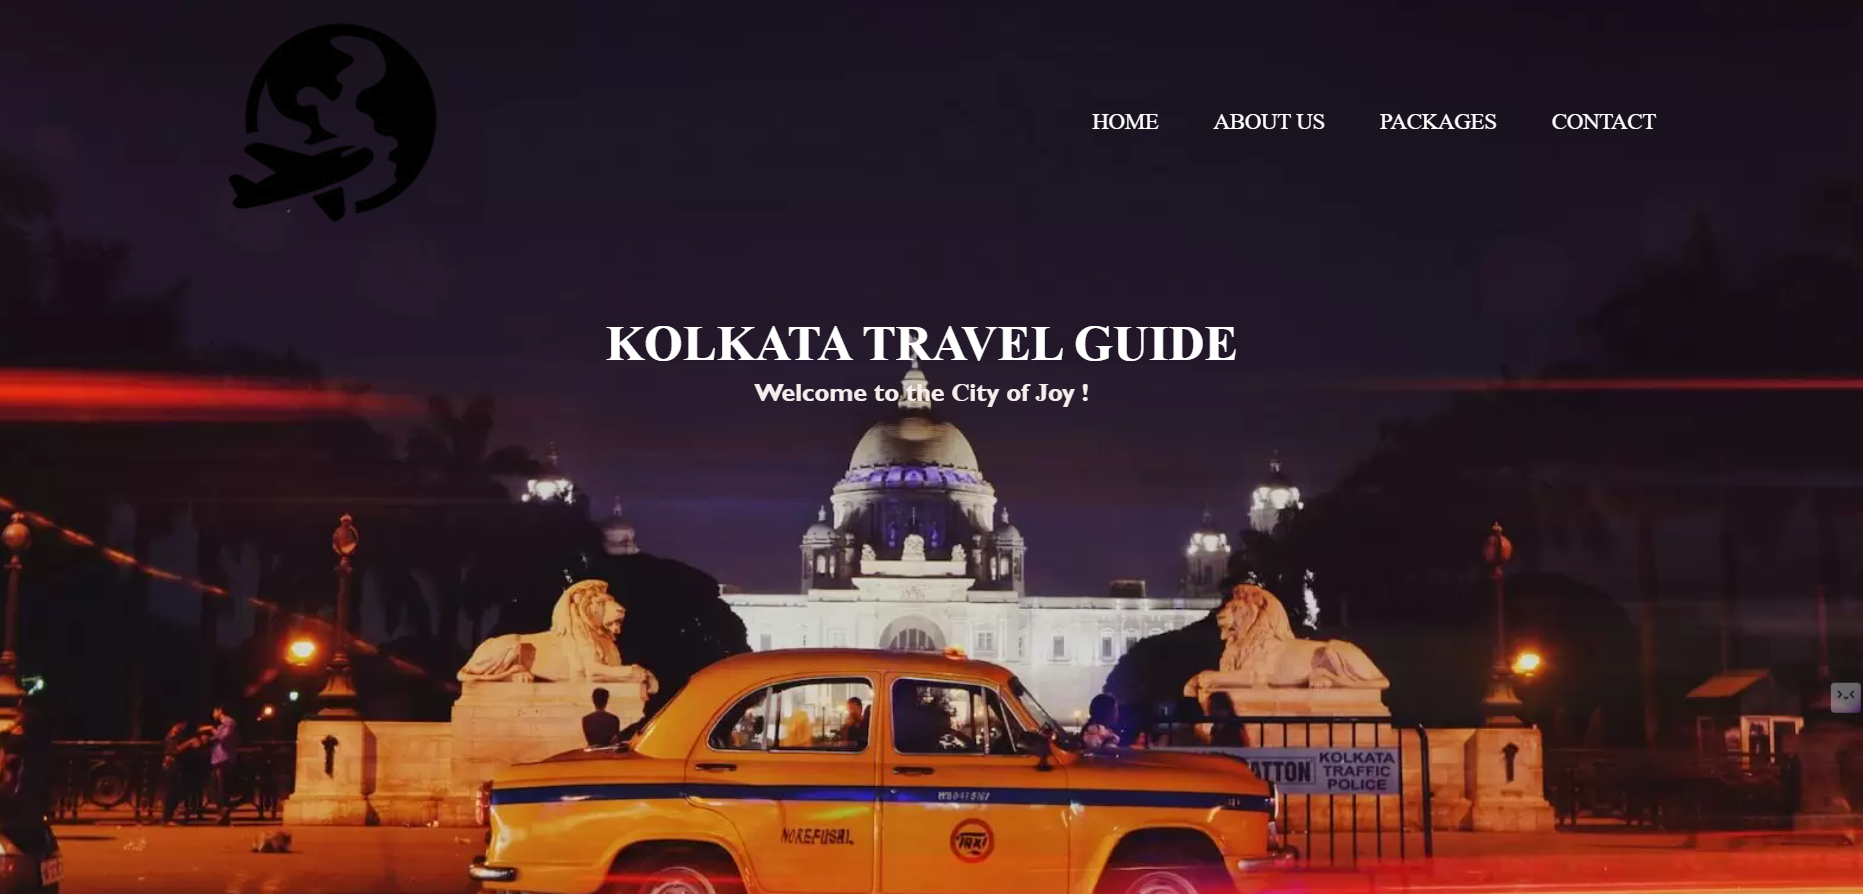 HOME ABOUT US PACKAGES CONTACT
KOLKATA TRAVEL GUIDE
Welcome to the City of Joy !
ATTON
KOLKATA
TRAFFIC
POLICE
NO REFUSAL
TAXI